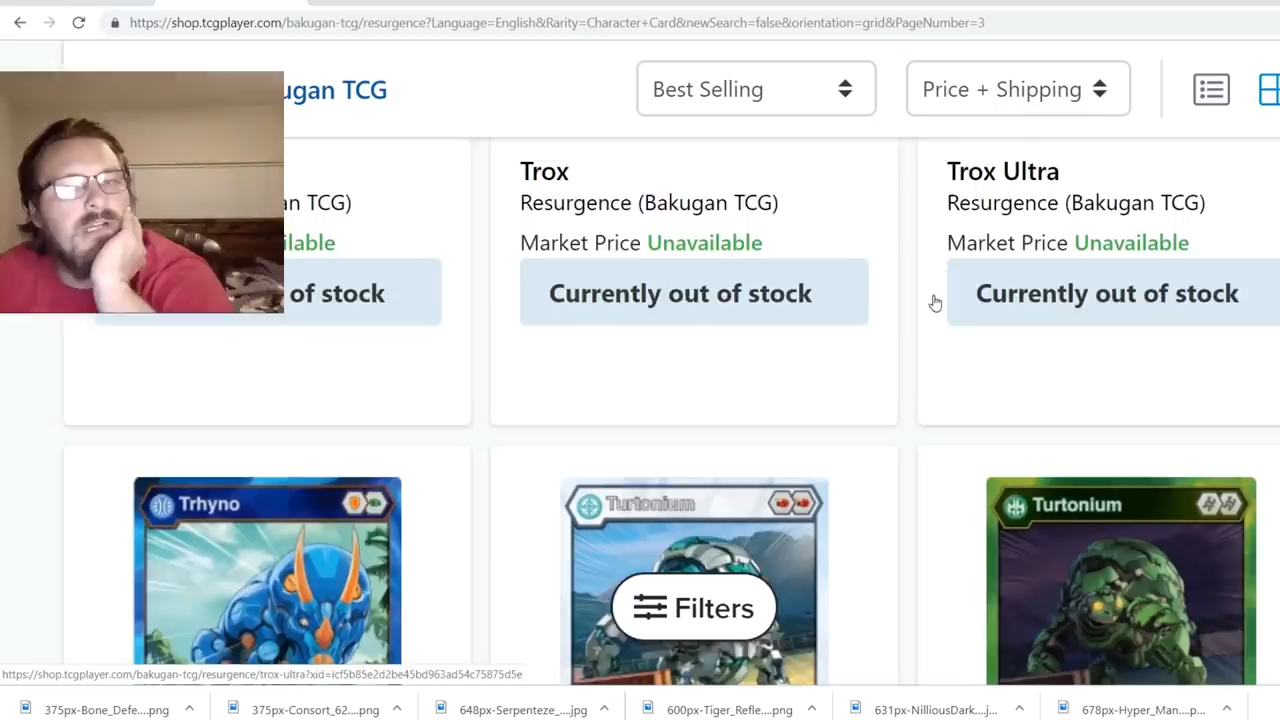 https://shop.tcgplayer.com/bakugan-tcg/resurgence?Language=English&Rarity=Character+Card&newSearch=false&orientation=grid&PageNumber=3
ugan TCG
Best Selling
Price + Shipping
Trox
Trox Ultra
an TCG)
Resurgence (Bakugan TCG)
Resurgence (Bakugan TCG)
ilable
Market Price Unavailable
Market Price Unavailable
of stock
Currently out of stock
Currently out of stock
Trhyno
Turtonium
Turtonium
Filters
https://shop.tcgplayer.com/bakugan-tcg/resurgence/trox-ultra?xid=icf5b85e2d2be45bd963ad54c75875d5e
375px-Bone_Defe....png
375px-Consort_62....png
648px-Serpenteze_....jpg
600px-Tiger_Refle....png
631px-NilliousDark....j...
678px-Hyper_Man....p...